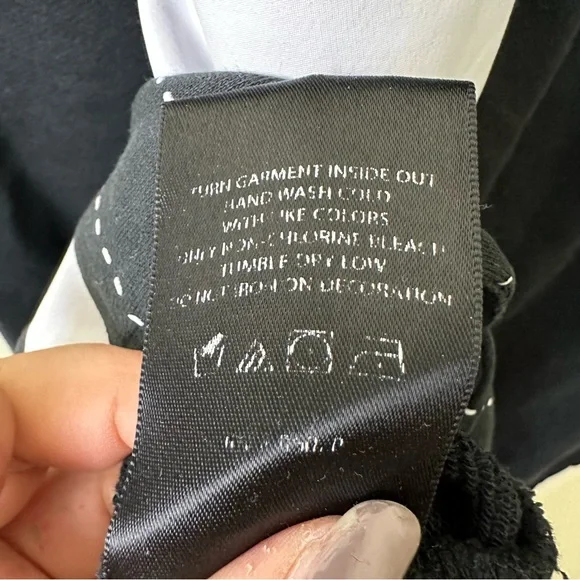 TURN GARMENT INSIDE OUT
HAND WASH COLD
WITH LIKE COLORS
ONLY NON-CHLORINE BLEACH
TUMBLE DRY LOW
DO NOT IRON ON DECORATION